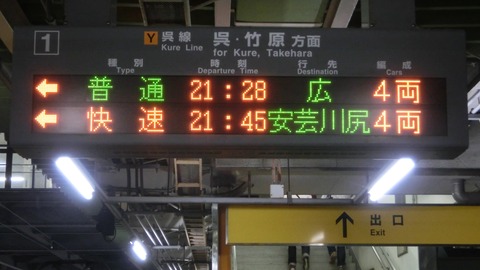 1 Y 呉線 呉・竹原 方面
Kure Line for Kure, Takehara
種別 時刻 行先 編成
Type Departure Time Destination Cars
← 普通 21:28 広 4両
← 快速 21:45 安芸川尻 4両
↑ 出口
Exit